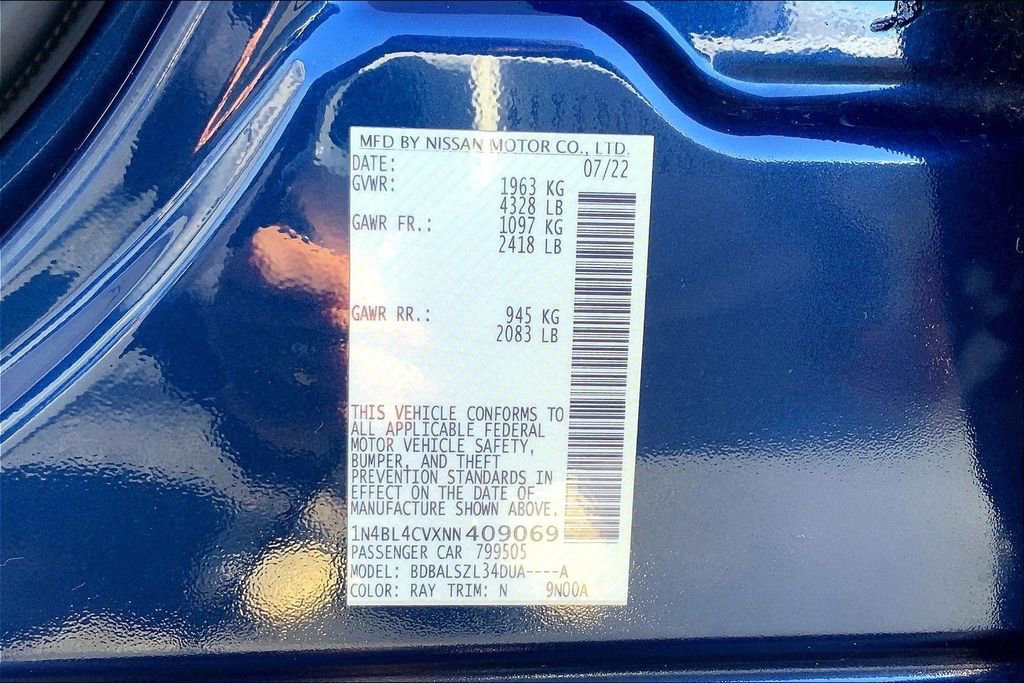 MFD BY NISSAN MOTOR CO., LTD.
DATE: 07/22
GVWR: 1963 KG
4328 LB
GAWR FR.: 1097 KG
2418 LB
GAWR RR.: 945 KG
2083 LB
THIS VEHICLE CONFORMS TO
ALL APPLICABLE FEDERAL
MOTOR VEHICLE SAFETY,
BUMPER, AND THEFT
PREVENTION STANDARDS IN
EFFECT ON THE DATE OF
MANUFACTURE SHOWN ABOVE.
1N4BL4CVXNN 409069
PASSENGER CAR 799505
MODEL: BDBALSZL34DUA----A
COLOR: RAY TRIM: N 9N00A